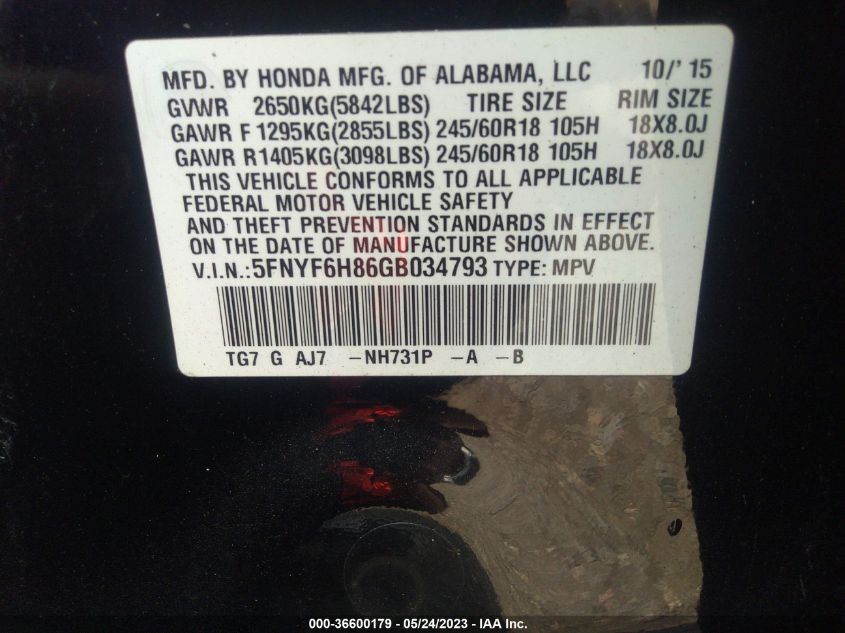 MFD. BY HONDA MFG. OF ALABAMA, LLC 10/'15
GVWR 2650KG(5842LBS) TIRE SIZE RIM SIZE
GAWR F 1295KG(2855LBS) 245/60R18 105H 18X8.0J
GAWR R1405KG(3098LBS) 245/60R18 105H 18X8.0J
THIS VEHICLE CONFORMS TO ALL APPLICABLE
FEDERAL MOTOR VEHICLE SAFETY
AND THEFT PREVENTION STANDARDS IN EFFECT
ON THE DATE OF MANUFACTURE SHOWN ABOVE.
V.I.N.:5FNYF6H86GB034793 TYPE: MPV
TG7 G AJ7 -NH731P -A -B
000-36600179 - 05/24/2023 - IAA Inc.